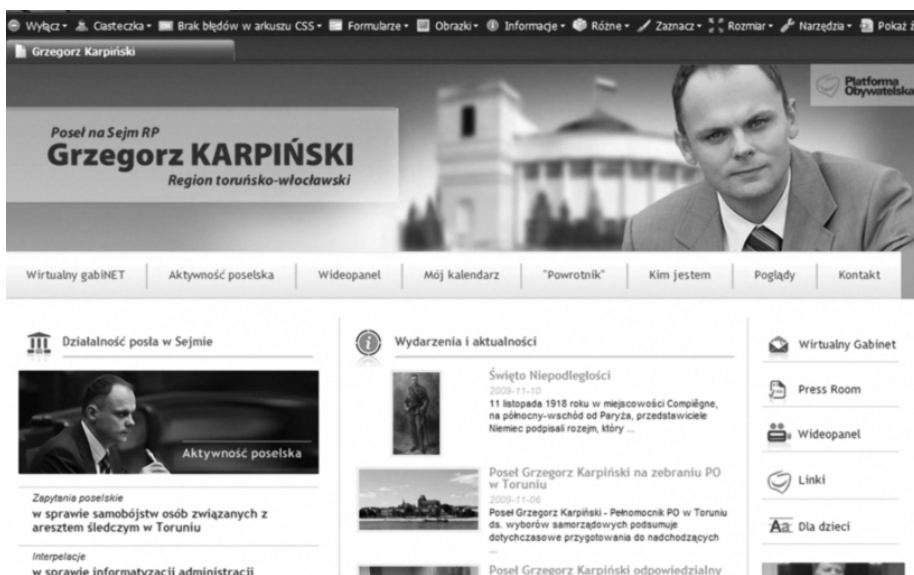 Wyłącz Ciasteczka Brak błędów w arkuszu CSS Formularze Obrazki Informacje Różne Zaznacz Rozmiar Narzędzia Pokaż
Grzegorz Karpiński
Platforma
Obywatelska
Poseł na Sejm RP
Grzegorz KARPIŃSKI
Region toruńsko-włocławski
Wirtualny gabiNET Aktywność poselska Wideopanel Mój kalendarz "Powrotnik" Kim jestem Poglądy Kontakt
Działalność posła w Sejmie
Aktywność poselska
Zapytania poselskie
w sprawie samobójstw osób związanych z
aresztem śledczym w Toruniu
Interpelacje
w sprawie informatyzacji administracji
Wydarzenia i aktualności
Święto Niepodległości
2009-11-10
11 listopada 1918 roku w miejscowości Compiêgne,
na północny-wschód od Paryża, przedstawiciele
Niemiec podpisali rozejm, który ...
Poseł Grzegorz Karpiński na zebraniu PO
w Toruniu
2009-11-06
Poseł Grzegorz Karpiński - Pełnomocnik PO w Toruniu
ds. wyborów samorządowych podsumuje
dotychczasowe przygotowania do nadchodzących
...
Poseł Grzegorz Karpiński odpowiedzialny
Wirtualny Gabinet
Press Room
Wideopanel
Linki
Aa Dla dzieci